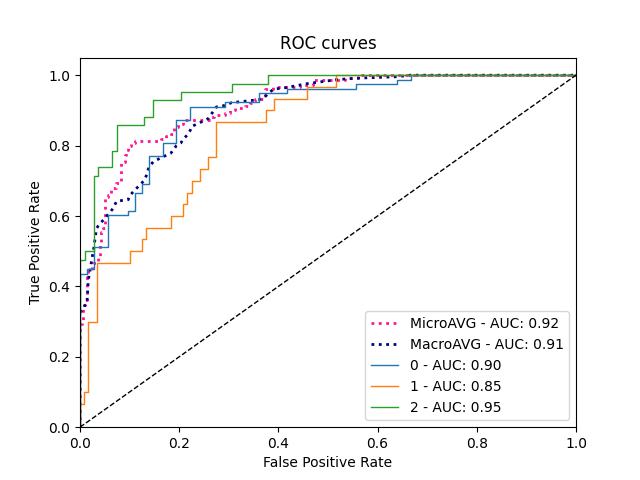 ROC curves
True Positive Rate
1.0
0.8
0.6
0.4
0.2
0.0
0.0 0.2 0.4 0.6 0.8 1.0
False Positive Rate
MicroAVG - AUC: 0.92
MacroAVG - AUC: 0.91
0 - AUC: 0.90
1 - AUC: 0.85
2 - AUC: 0.95